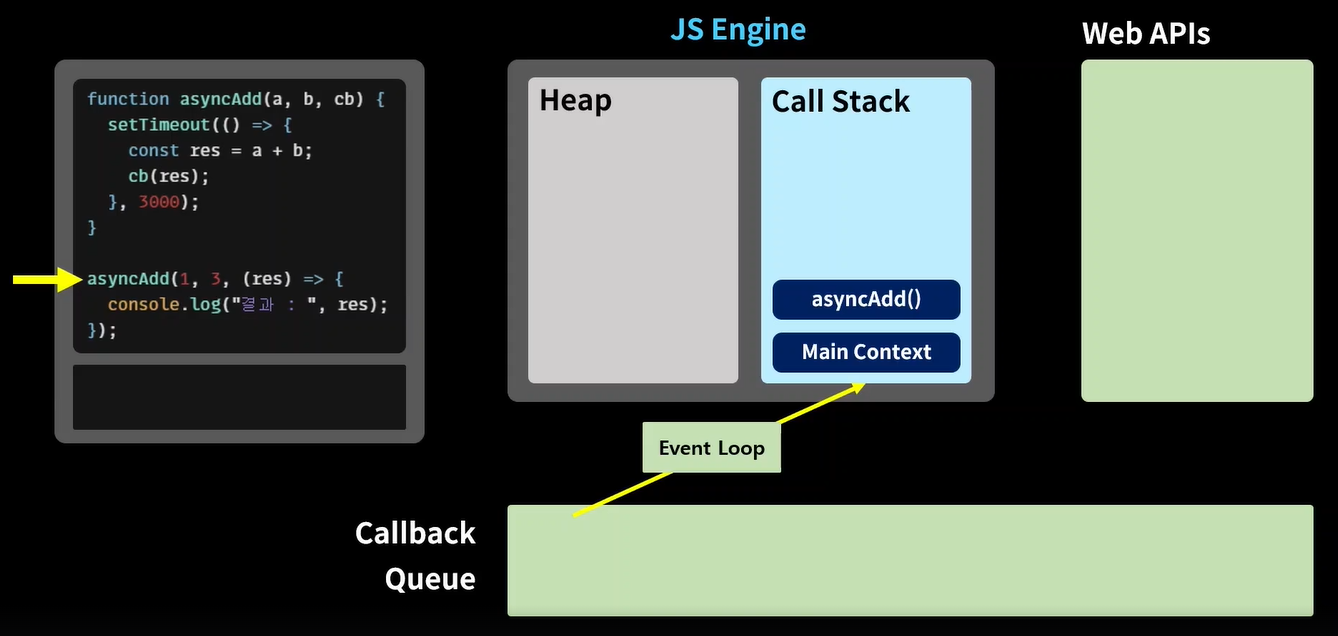 JS Engine
Web APIs
function asyncAdd(a, b, cb) {
  setTimeout(() => {
    const res = a + b;
    cb(res);
  }, 3000);
}
asyncAdd(1, 3, (res) => {
  console.log("결과 : ", res);
});
Heap
Call Stack
asyncAdd()
Main Context
Event Loop
Callback
Queue